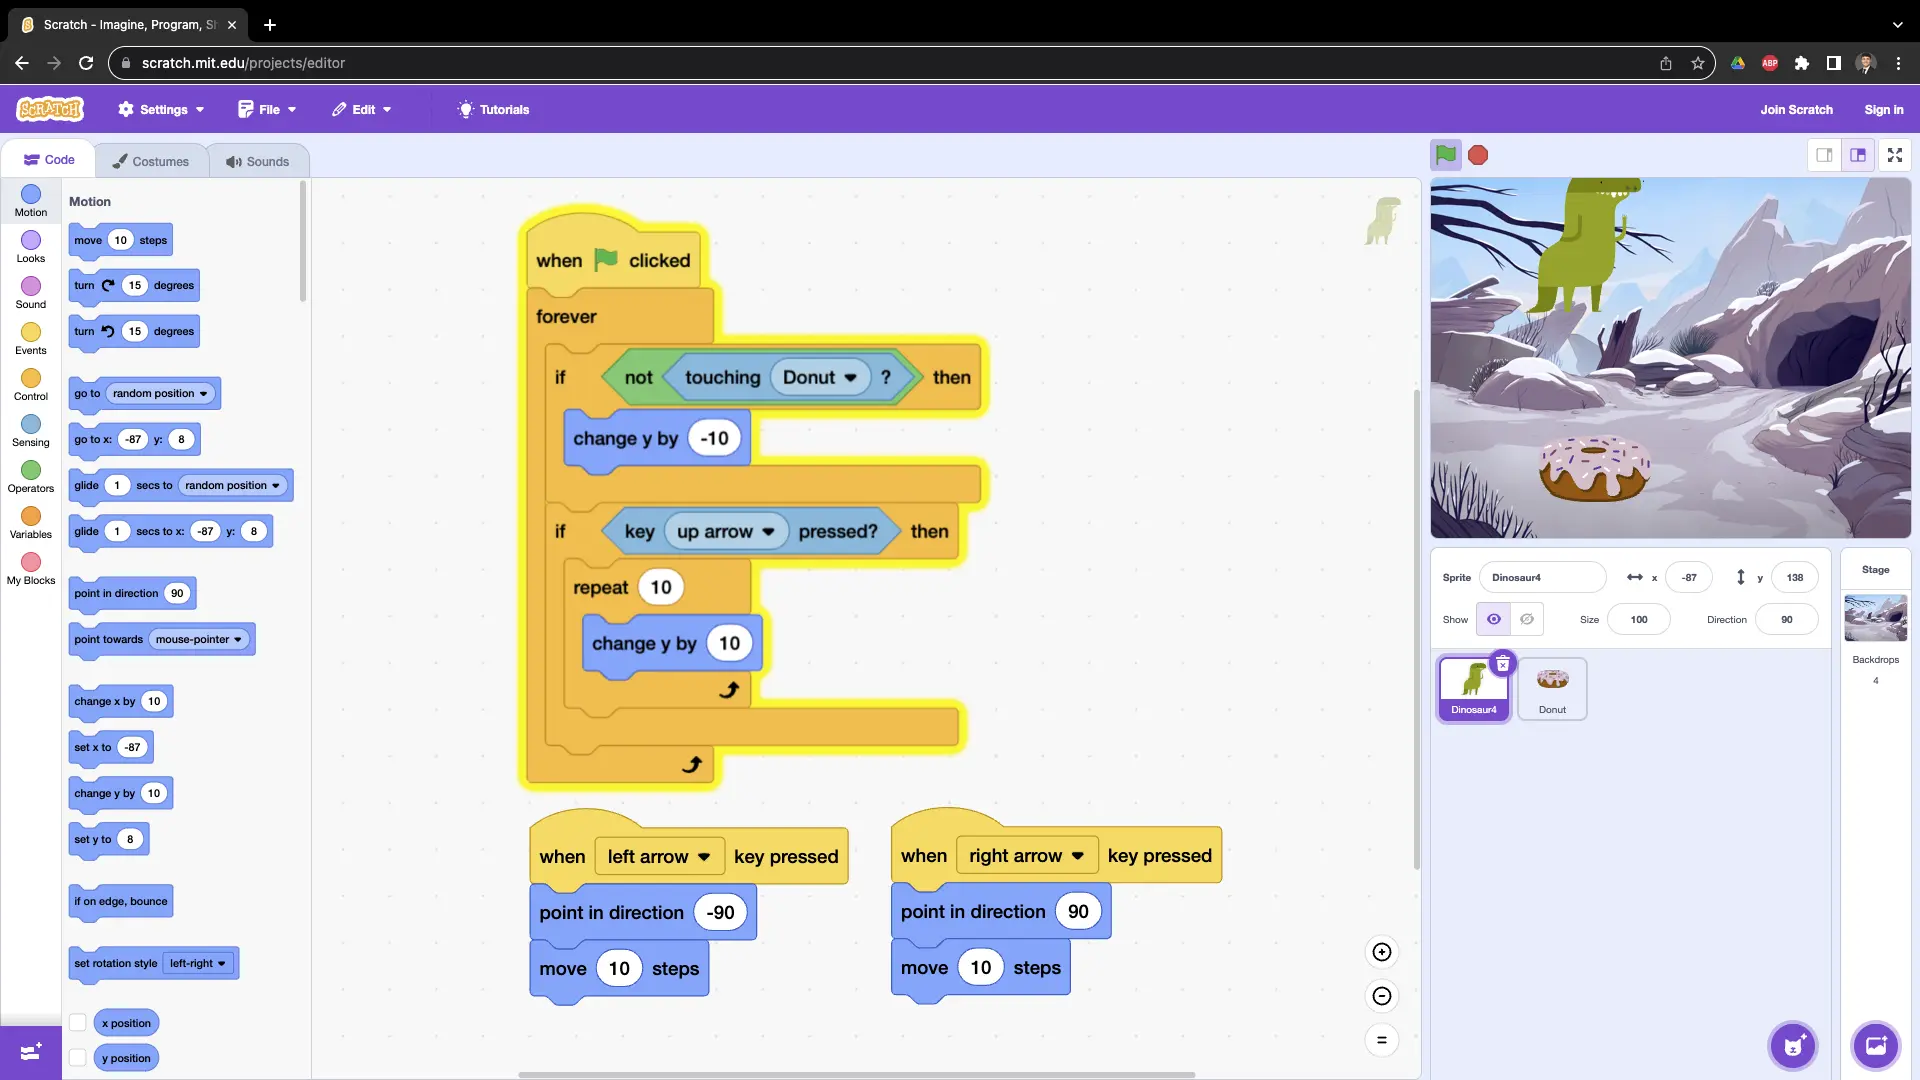 Scratch - Imagine, Program, S
scratch.mit.edu/projects/editor
ABP
SCRATCH
Settings
File
Edit
Tutorials
Join Scratch
Sign in
Code
Costumes
Sounds
Motion
Looks
Sound
Events
Control
Sensing
Operators
Variables
My Blocks
Motion
move 10 steps
turn 15 degrees
turn 15 degrees
go to random position
go to x: -87 y: 8
glide 1 secs to random position
glide 1 secs to x: -87 y: 8
point in direction 90
point towards mouse-pointer
change x by 10
set x to -87
change y by 10
set y to 8
if on edge, bounce
set rotation style left-right
x position
y position
when clicked
forever
if not touching Donut ? then
change y by -10
if key up arrow pressed? then
repeat 10
change y by 10
when left arrow key pressed
point in direction -90
move 10 steps
when right arrow key pressed
point in direction 90
move 10 steps
Sprite Dinosaur4 x -87 y 138
Show Size 100 Direction 90
Dinosaur4
Donut
Stage
Backdrops
4